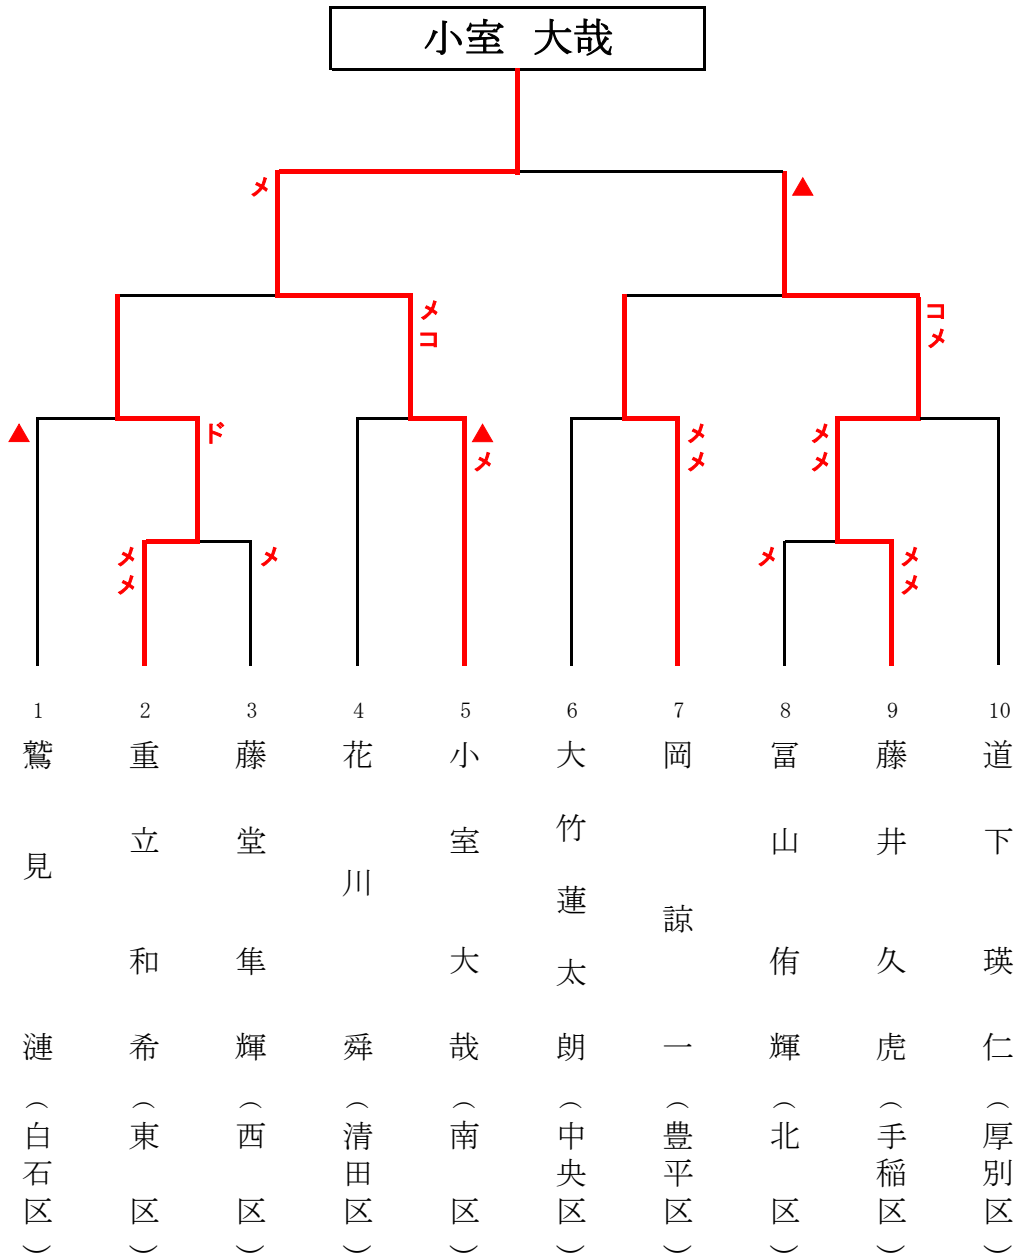 小室　大哉
メ
▲
メ
コ
コ
メ
▲
ド
▲
メ
メ
メ
メ
メ
メ
メ
メ
メ
メ
メ
1
2
3
4
5
6
7
8
9
10
鷲見漣（白石区）
重立和希（東区）
藤堂隼輝（西区）
花川舜（清田区）
小室大哉（南区）
大竹蓮太朗（中央区）
岡諒一（豊平区）
冨山侑輝（北区）
藤井久虎（手稲区）
道下瑛仁（厚別区）